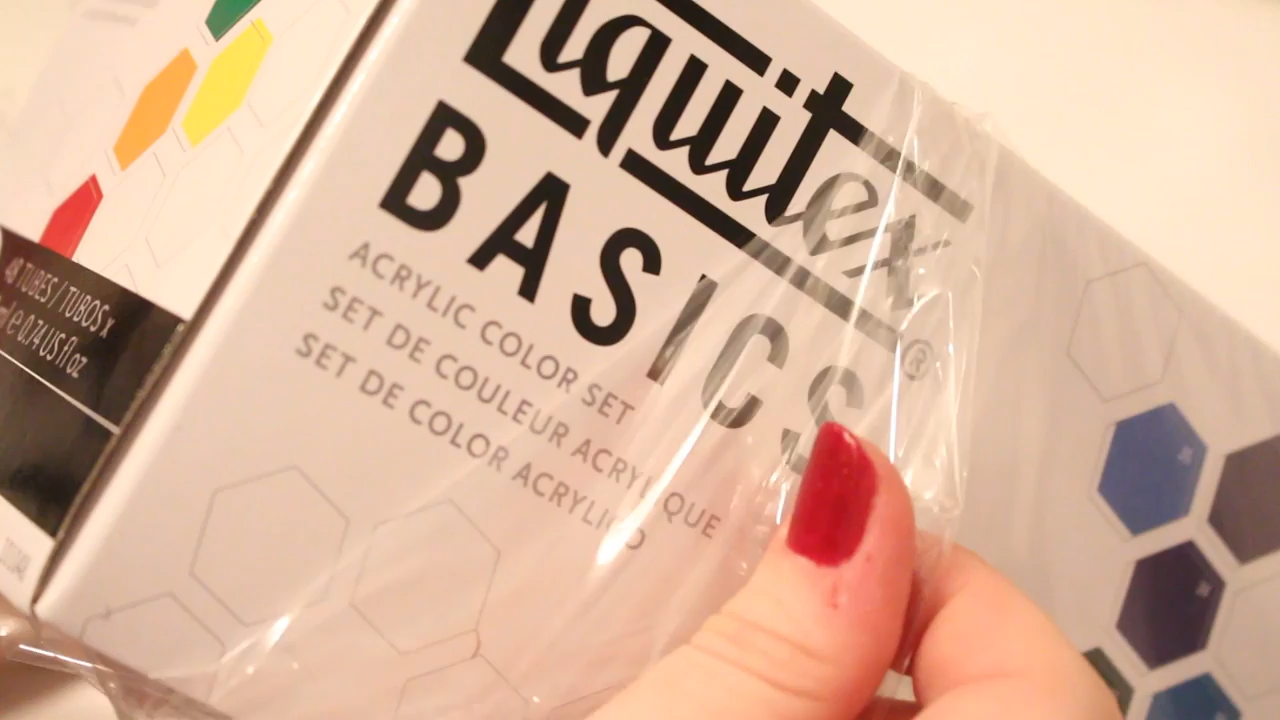 Liquitex®
BASICS
ACRYLIC COLOR SET
SET DE COULEUR ACRYLIQUE
SET DE COLOR ACRYLICO
48 TUBES / TUBOS x
ml e 0.74 US fl oz